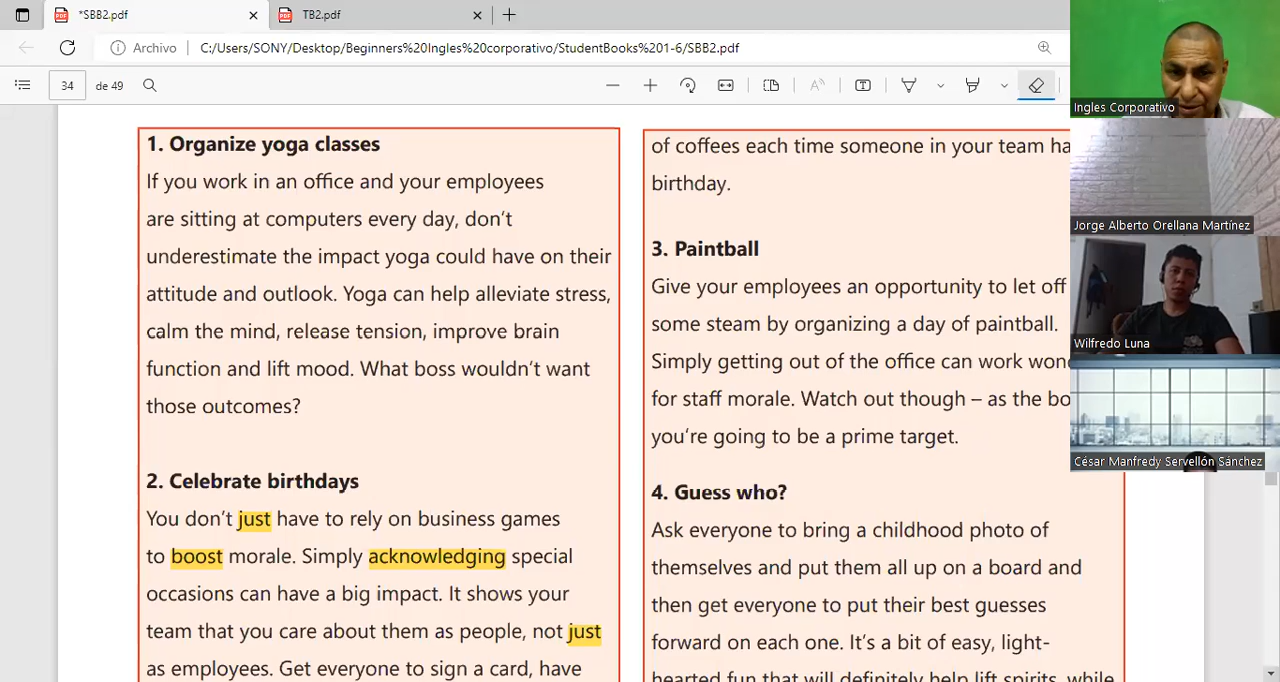 *SBB2.pdf
TB2.pdf
Archivo
C:/Users/SONY/Desktop/Beginners%20Ingles%20corporativo/StudentBooks%201-6/SBB2.pdf
34
de 49
1. Organize yoga classes
If you work in an office and your employees
are sitting at computers every day, don't
underestimate the impact yoga could have on their
attitude and outlook. Yoga can help alleviate stress,
calm the mind, release tension, improve brain
function and lift mood. What boss wouldn't want
those outcomes?
2. Celebrate birthdays
You don't just have to rely on business games
to boost morale. Simply acknowledging special
occasions can have a big impact. It shows your
team that you care about them as people, not just
as employees. Get everyone to sign a card, have
of coffees each time someone in your team ha
birthday.
3. Paintball
Give your employees an opportunity to let off
some steam by organizing a day of paintball.
Simply getting out of the office can work won
for staff morale. Watch out though – as the bo
you're going to be a prime target.
4. Guess who?
Ask everyone to bring a childhood photo of
themselves and put them all up on a board and
then get everyone to put their best guesses
forward on each one. It's a bit of easy, light-
hearted fun that will definitely help lift spirits, while
Ingles Corporativo
Jorge Alberto Orellana Martínez
Wilfredo Luna
César Manfredy Servellón Sánchez